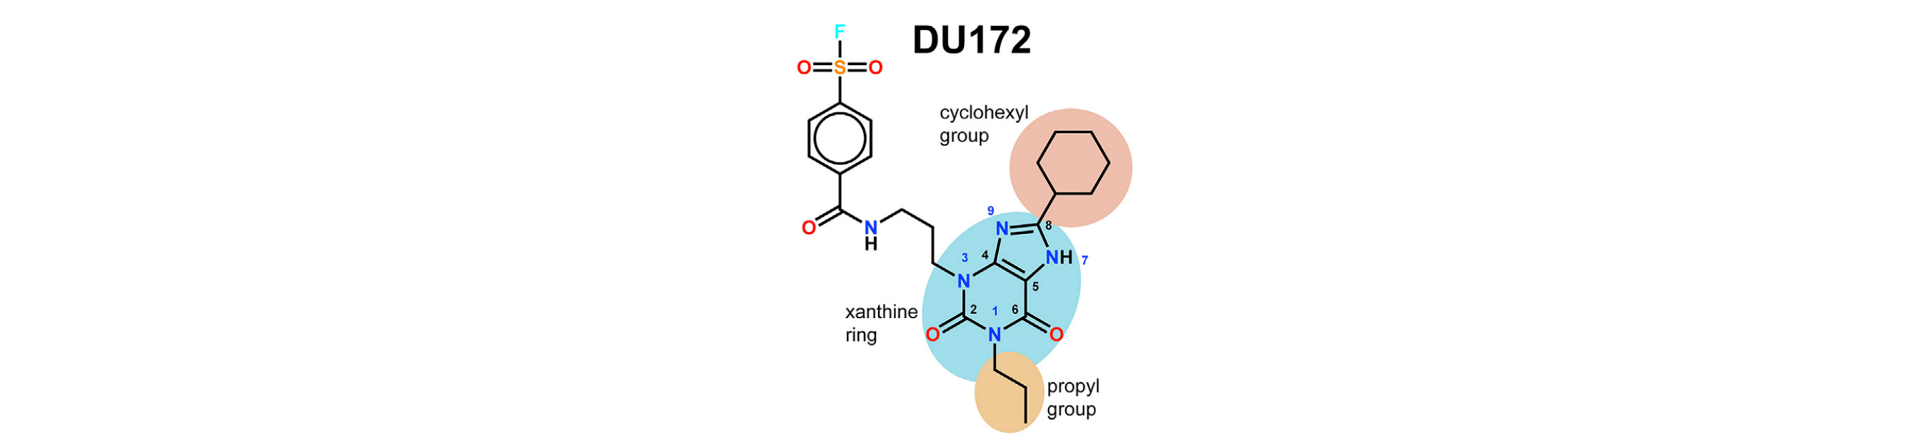 DU172
F
O S O
cyclohexyl
group
9
N
8
O
N
H
3
4
NH
7
N
5
xanthine
ring
2
1
6
O
N
O
propyl
group